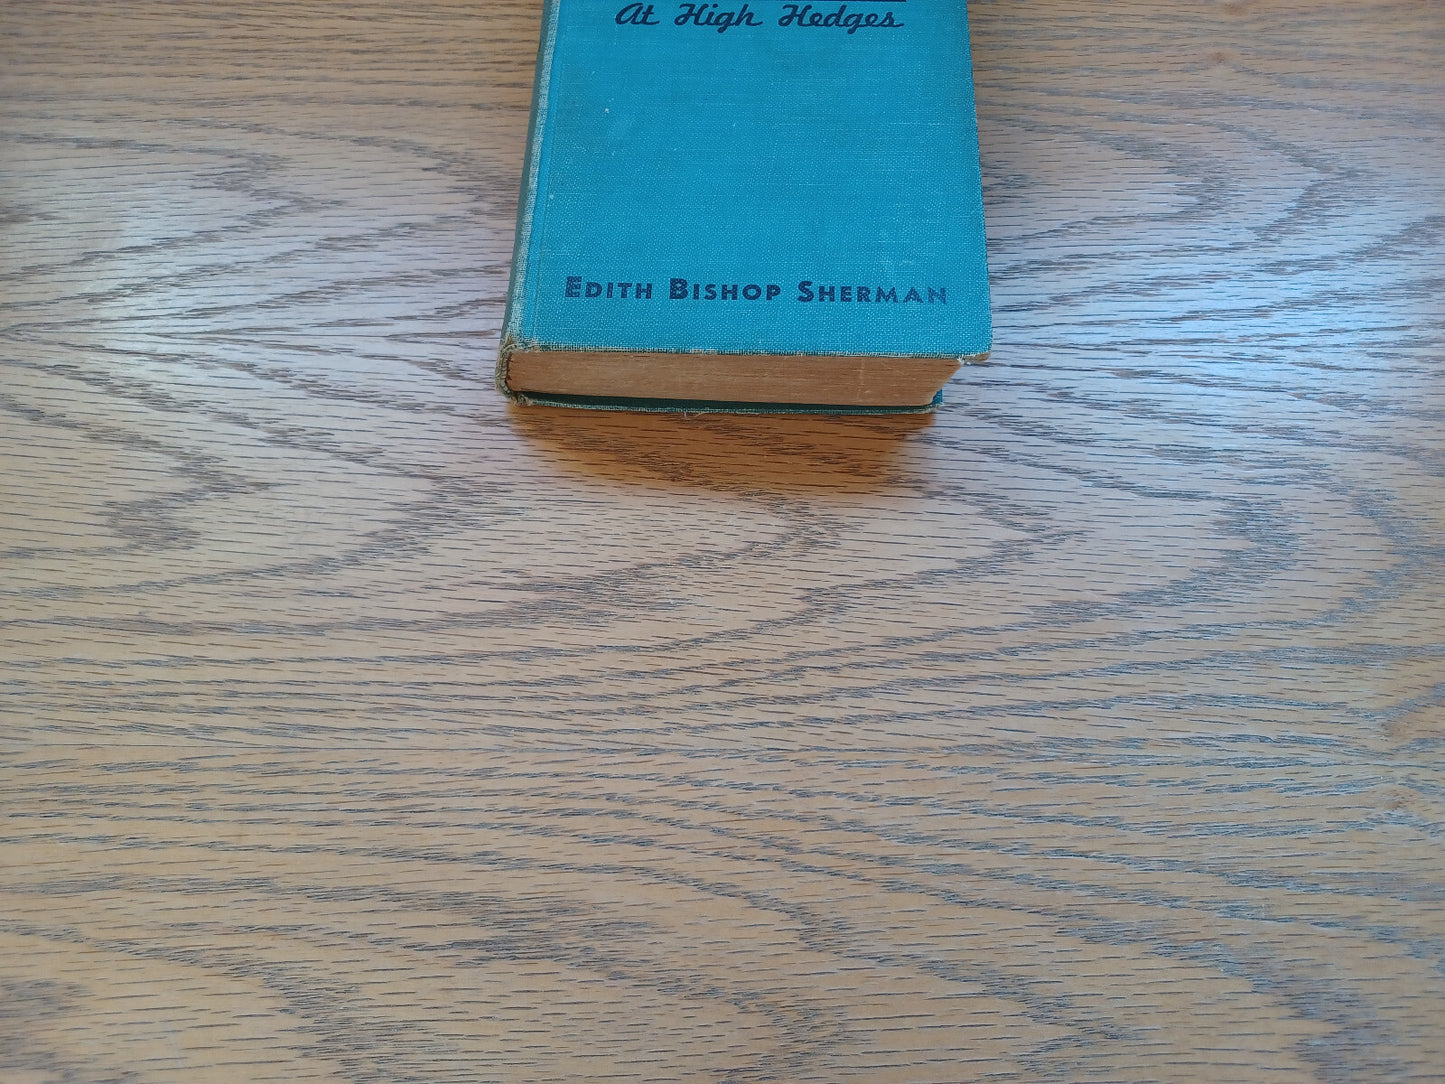 At High Hedges
EDITH BISHOP SHERMAN